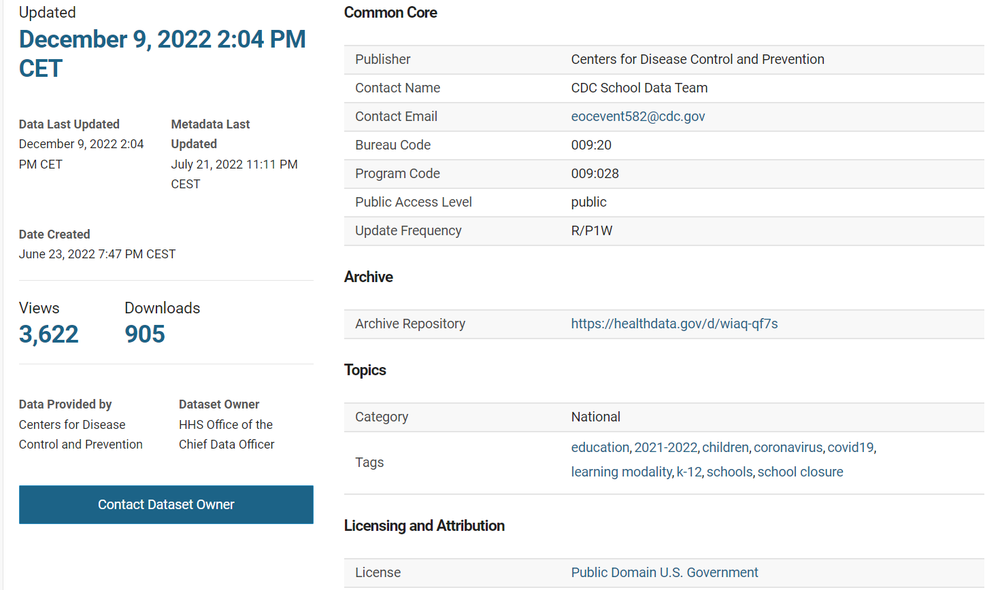 Updated
December 9, 2022 2:04 PM
CET
Data Last Updated
December 9, 2022 2:04
PM CET
Metadata Last
Updated
July 21, 2022 11:11 PM
CEST
Date Created
June 23, 2022 7:47 PM CEST
Views
3,622
Downloads
905
Data Provided by
Centers for Disease
Control and Prevention
Dataset Owner
HHS Office of the
Chief Data Officer
Contact Dataset Owner
Common Core
Publisher Centers for Disease Control and Prevention
Contact Name CDC School Data Team
Contact Email eocevent582@cdc.gov
Bureau Code 009:20
Program Code 009:028
Public Access Level public
Update Frequency R/P1W
Archive
Archive Repository https://healthdata.gov/d/wiaq-qf7s
Topics
Category National
Tags
education, 2021-2022, children, coronavirus, covid19,
learning modality, k-12, schools, school closure
Licensing and Attribution
License Public Domain U.S. Government